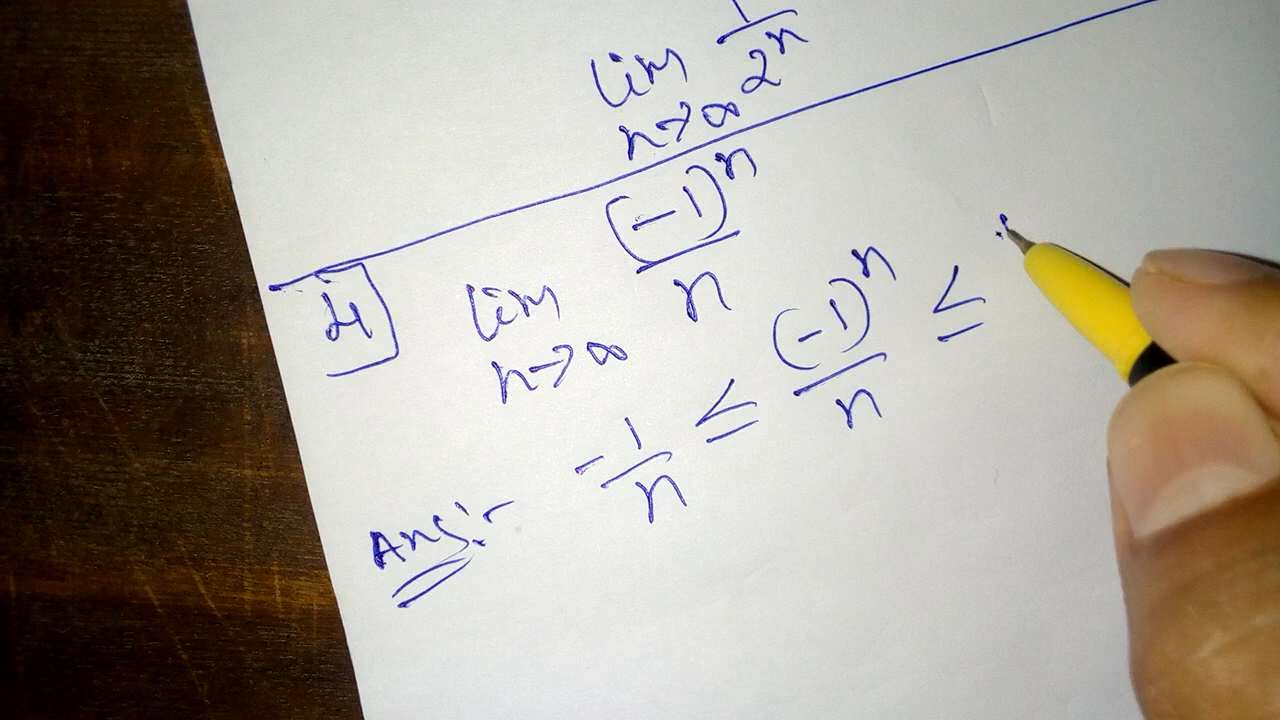 lim 1/2^n
n→∞
4 lim (-1)^n/n
n→∞
Ans:- -1/n ≤ (-1)^n/n ≤